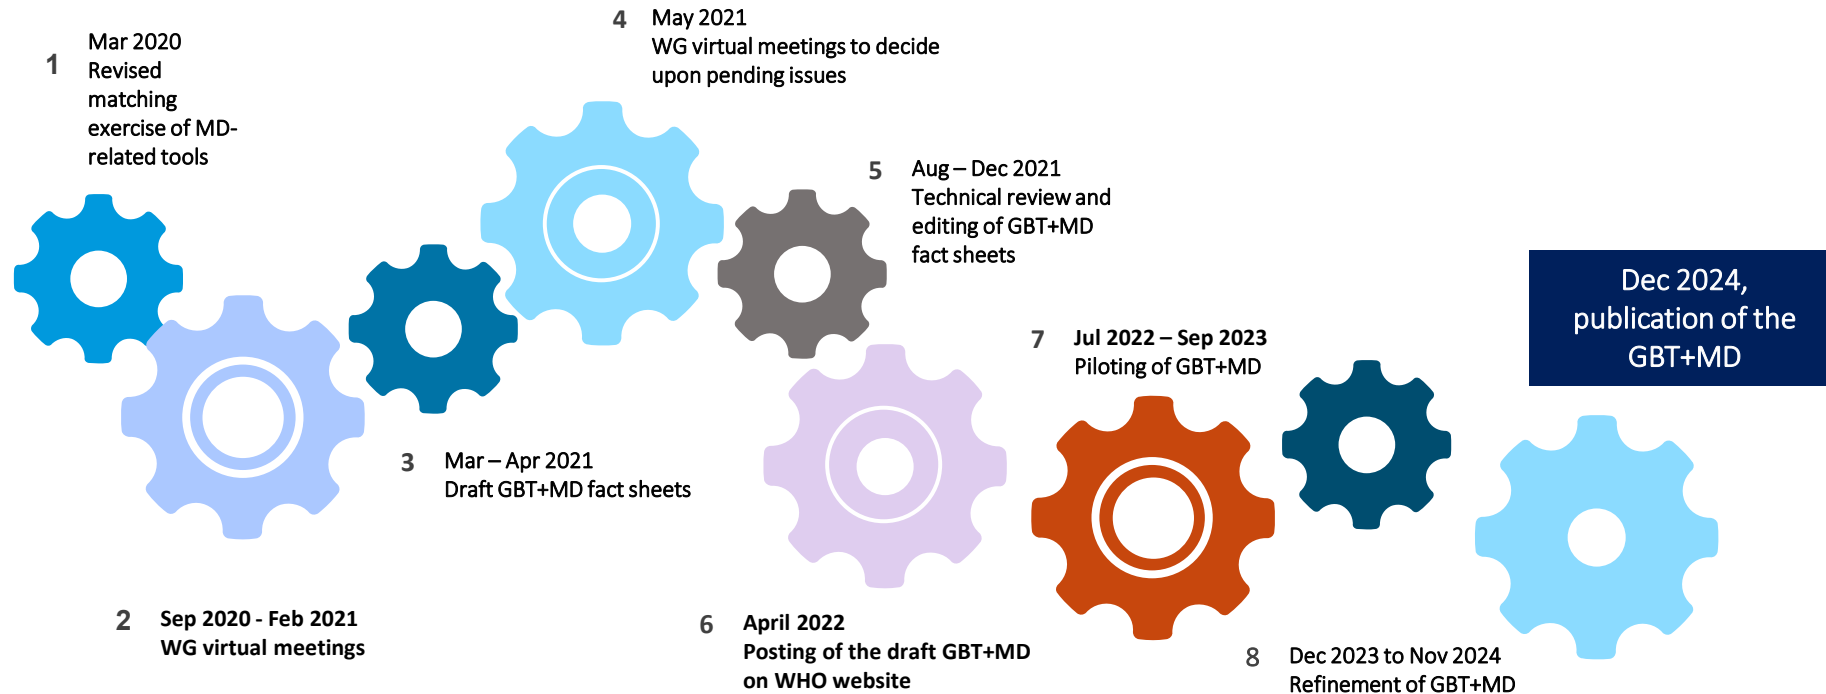 1
Mar 2020
Revised
matching
exercise of MD-
related tools
2
Sep 2020 - Feb 2021
WG virtual meetings
3
Mar – Apr 2021
Draft GBT+MD fact sheets
4
May 2021
WG virtual meetings to decide
upon pending issues
5
Aug – Dec 2021
Technical review and
editing of GBT+MD
fact sheets
6
April 2022
Posting of the draft GBT+MD
on WHO website
7
Jul 2022 – Sep 2023
Piloting of GBT+MD
8
Dec 2023 to Nov 2024
Refinement of GBT+MD
Dec 2024,
publication of the
GBT+MD